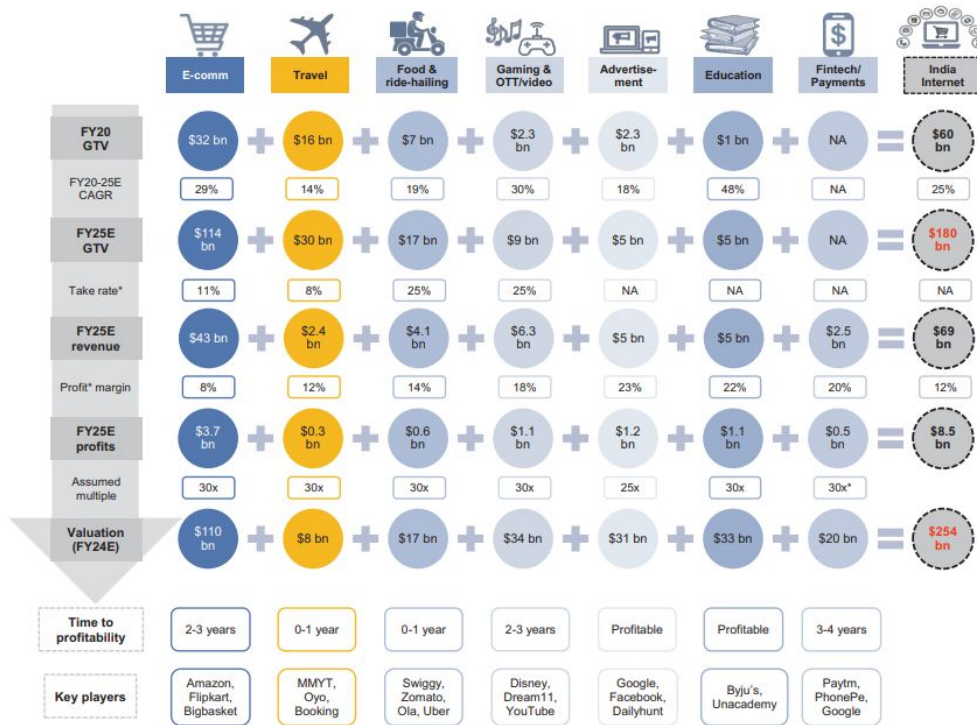 E-comm
Travel
Food &
ride-hailing
Gaming &
OTT/video
Advertise-
ment
Education
Fintech/
Payments
India
Internet
FY20
GTV
$32 bn
$16 bn
$7 bn
$2.3
bn
$2.3
bn
$1 bn
NA
$60
bn
FY20-25E
CAGR
29%
14%
19%
30%
18%
48%
NA
25%
FY25E
GTV
$114
bn
$30 bn
$17 bn
$9 bn
$5 bn
$5 bn
NA
$180
bn
Take rate*
11%
8%
25%
25%
NA
NA
NA
NA
FY25E
revenue
$43 bn
$2.4
bn
$4.1
bn
$6.3
bn
$5 bn
$5 bn
$2.5
bn
$69
bn
Profit* margin
8%
12%
14%
18%
23%
22%
20%
12%
FY25E
profits
$3.7
bn
$0.3
bn
$0.6
bn
$1.1
bn
$1.2
bn
$1.1
bn
$0.5
bn
$8.5
bn
Assumed
multiple
30x
30x
30x
30x
25x
30x
30x*
Valuation
(FY24E)
$110
bn
$8 bn
$17 bn
$34 bn
$31 bn
$33 bn
$20 bn
$254
bn
Time to
profitability
2-3 years
0-1 year
0-1 year
2-3 years
Profitable
Profitable
3-4 years
Key players
Amazon,
Flipkart,
Bigbasket
MMYT,
Oyo,
Booking
Swiggy,
Zomato,
Ola, Uber
Disney,
Dream11,
YouTube
Google,
Facebook,
Dailyhunt
Byju's,
Unacademy
Paytm,
PhonePe,
Google